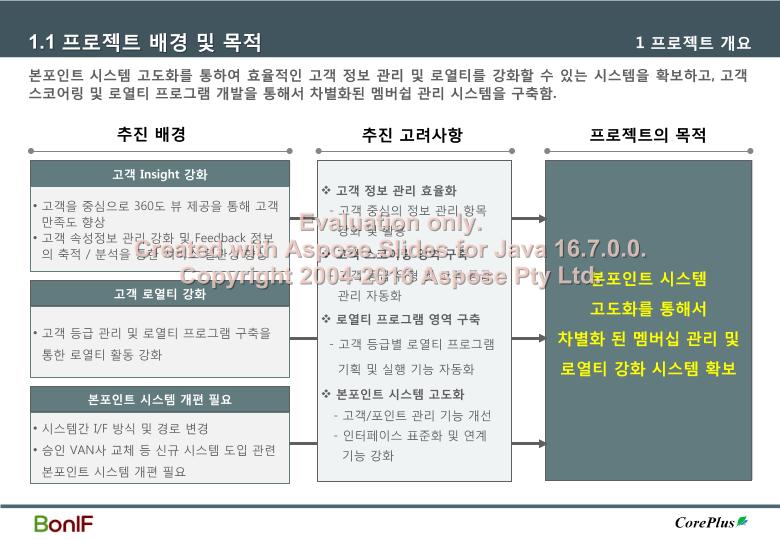 1.1 프로젝트 배경 및 목적
1 프로젝트 개요
본포인트 시스템 고도화를 통하여 효율적인 고객 정보 관리 및 로열티를 강화할 수 있는 시스템을 확보하고, 고객
스코어링 및 로열티 프로그램 개발을 통해서 차별화된 멤버쉽 관리 시스템을 구축함.
추진 배경
고객 Insight 강화
• 고객을 중심으로 360도 뷰 제공을 통해 고객
만족도 향상
• 고객 속성정보 관리 강화 및 Feedback 정보
의 축적 / 분석을 통한
고객 로열티 강화
• 고객 등급 관리 및 로열티 프로그램 구축을
통한 로열티 활동 강화
본포인트 시스템 개편 필요
• 시스템간 I/F 방식 및 경로 변경
• 승인 VAN사 교체 등 신규 시스템 도입 관련
본포인트 시스템 개편 필요
추진 고려사항
❖ 고객 정보 관리 효율화
- 고객 중심의 정보 관리 항목
강화 및 활용
❖ 고객 스코어링 영역 구축
관리 자동화
❖ 로열티 프로그램 영역 구축
- 고객 등급별 로열티 프로그램
기획 및 실행 기능 자동화
❖ 본포인트 시스템 고도화
- 고객/포인트 관리 기능 개선
- 인터페이스 표준화 및 연계
기능 강화
프로젝트의 목적
본포인트 시스템
고도화를 통해서
차별화 된 멤버십 관리 및
로열티 강화 시스템 확보
Evaluation only.
Created with Aspose.Slides for Java 16.7.0.0.
Copyright 2004-2016 Aspose Pty Ltd.
BonIF
CorePlus